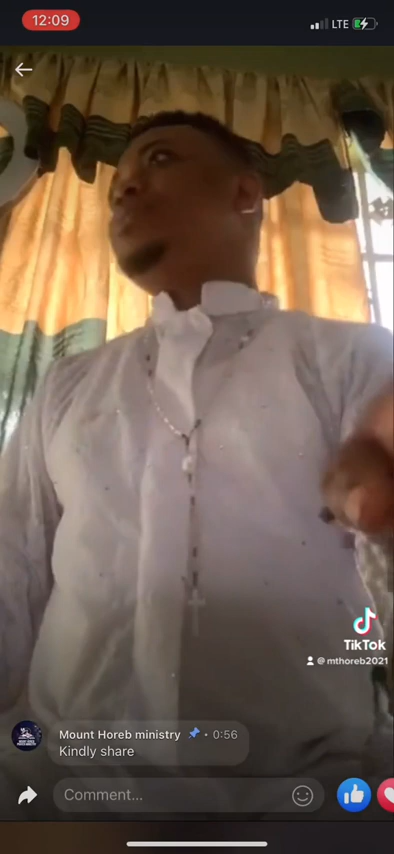 12:09
LTE
TikTok
@mthoreb2021
Mount Horeb ministry • 0:56
Kindly share
Comment...